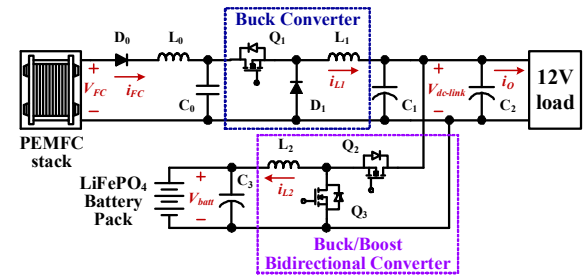 Buck Converter
D₀
L₀
Q₁
L₁
+
V_FC
−
i_FC
C₀
D₁
i_L1
C₁
+
V_dc-link
−
i_O
C₂
12V
load
PEMFC
stack
LiFePO₄
Battery
Pack
+
V_batt
−
C₃
L₂
i_L2
Q₂
Q₃
Buck/Boost
Bidirectional Converter